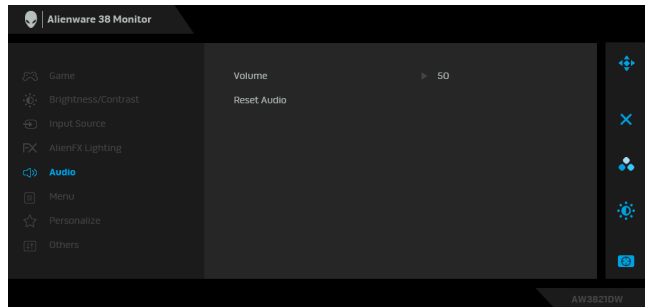 Alienware 38 Monitor
Game
Brightness/Contrast
Input Source
FX AlienFX Lighting
Audio
Menu
Personalize
Others
Volume 50
Reset Audio
AW3821DW